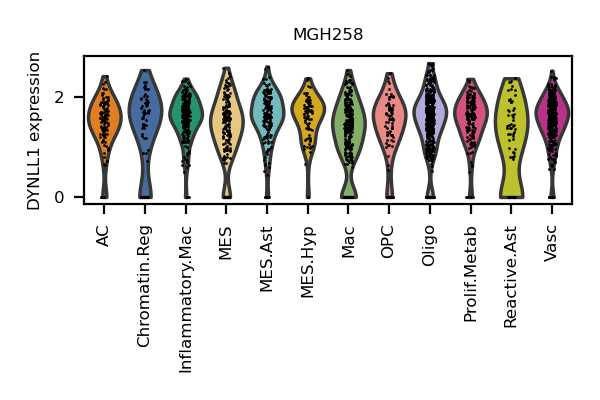 MGH258
DYNLL1 expression
2
0
AC
Chromatin.Reg
Inflammatory.Mac
MES
MES.Ast
MES.Hyp
Mac
OPC
Oligo
Prolif.Metab
Reactive.Ast
Vasc